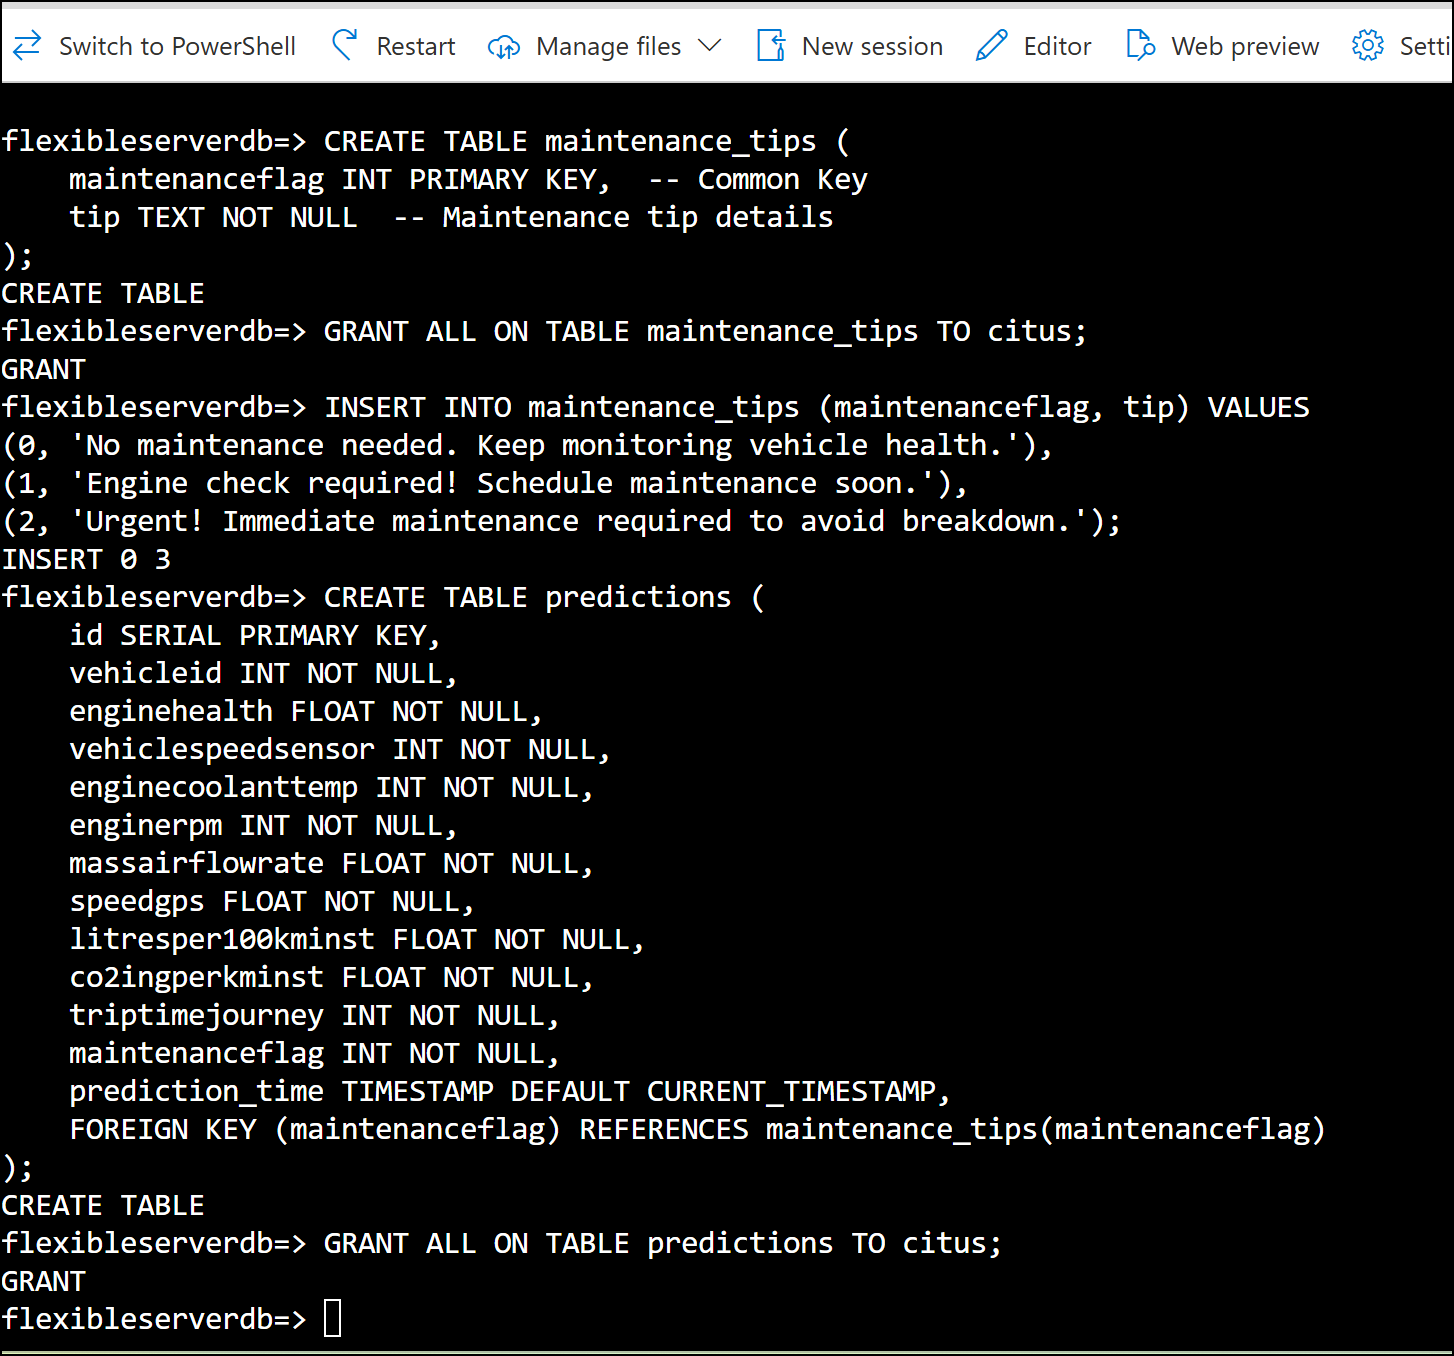 Switch to PowerShell Restart Manage files New session Editor Web preview Setti
flexibleserverdb=> CREATE TABLE maintenance_tips (
    maintenanceflag INT PRIMARY KEY,  -- Common Key
    tip TEXT NOT NULL  -- Maintenance tip details
);
CREATE TABLE
flexibleserverdb=> GRANT ALL ON TABLE maintenance_tips TO citus;
GRANT
flexibleserverdb=> INSERT INTO maintenance_tips (maintenanceflag, tip) VALUES
(0, 'No maintenance needed. Keep monitoring vehicle health.'),
(1, 'Engine check required! Schedule maintenance soon.'),
(2, 'Urgent! Immediate maintenance required to avoid breakdown.');
INSERT 0 3
flexibleserverdb=> CREATE TABLE predictions (
    id SERIAL PRIMARY KEY,
    vehicleid INT NOT NULL,
    enginehealth FLOAT NOT NULL,
    vehiclespeedsensor INT NOT NULL,
    enginecoolanttemp INT NOT NULL,
    enginerpm INT NOT NULL,
    massairflowrate FLOAT NOT NULL,
    speedgps FLOAT NOT NULL,
    litresper100kminst FLOAT NOT NULL,
    co2ingperkminst FLOAT NOT NULL,
    triptimejourney INT NOT NULL,
    maintenanceflag INT NOT NULL,
    prediction_time TIMESTAMP DEFAULT CURRENT_TIMESTAMP,
    FOREIGN KEY (maintenanceflag) REFERENCES maintenance_tips(maintenanceflag)
);
CREATE TABLE
flexibleserverdb=> GRANT ALL ON TABLE predictions TO citus;
GRANT
flexibleserverdb=>